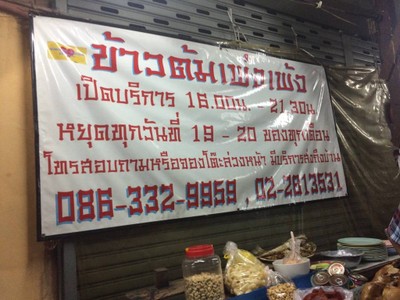 ข้าวต้มเซ้งเพ้ง
เปิดบริการ 16.00น. - 21.30น.
หยุดทุกวันที่ 19 - 20 ของทุกเดือน
โทรสอบถามหรือจองโต๊ะล่วงหน้า มีบริการส่งถึงบ้าน
086-332-9959, 02-2613531